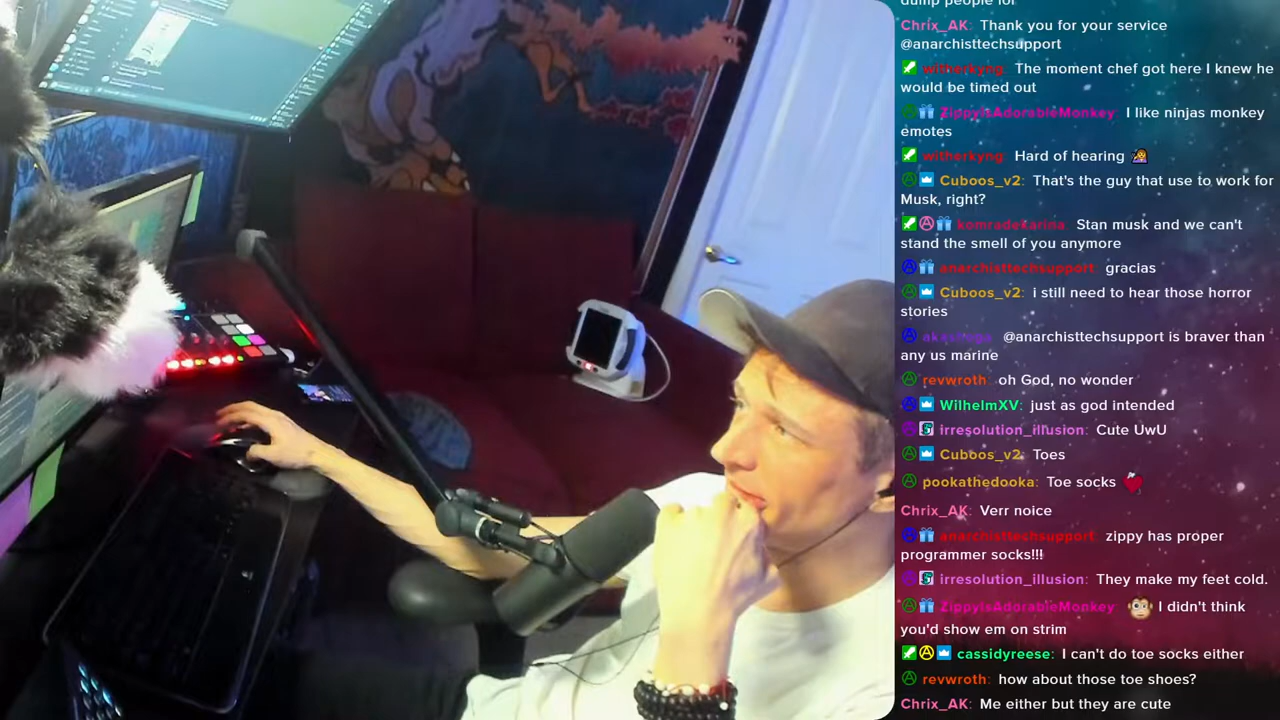 dump people for
Chrix_AK: Thank you for your service
@anarchisttechsupport
witherkyng: The moment chef got here I knew he
would be timed out
ZippyIsAdorableMonkey: I like ninjas monkey
emotes
witherkyng: Hard of hearing
Cuboos_v2: That's the guy that use to work for
Musk, right?
komradekarina: Stan musk and we can't
stand the smell of you anymore
anarchisttechsupport: gracias
Cuboos_v2: i still need to hear those horror
stories
@anarchisttechsupport is braver than
any us marine
revwroth: oh God, no wonder
WilhelmXV: just as god intended
irresolution_illusion: Cute UwU
Cuboos_v2: Toes
pookathedooka: Toe socks
Chrix_AK: Verr noice
anarchisttechsupport: zippy has proper
programmer socks!!!
irresolution_illusion: They make my feet cold.
ZippyIsAdorableMonkey: I didn't think
you'd show em on strim
cassidyreese: I can't do toe socks either
revwroth: how about those toe shoes?
Chrix_AK: Me either but they are cute